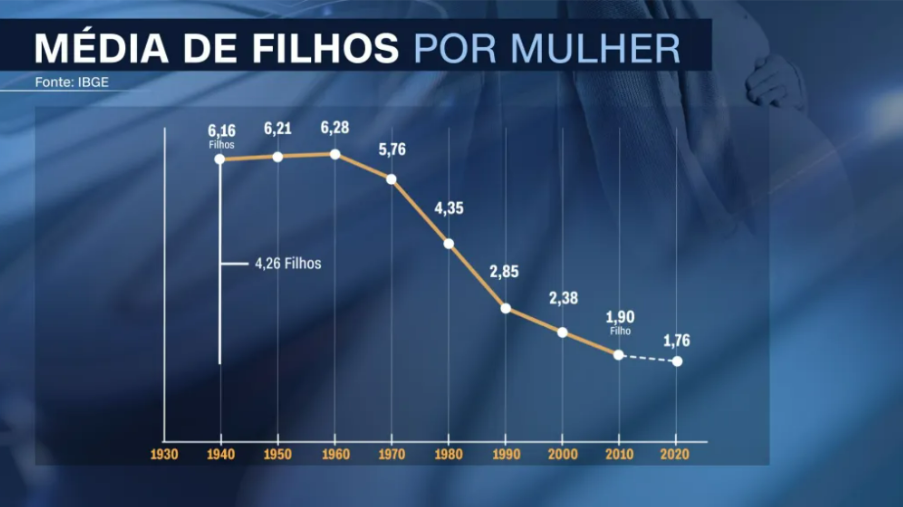 MÉDIA DE FILHOS POR MULHER
Fonte: IBGE
6,16
Filhos
6,21
6,28
5,76
4,35
4,26 Filhos
2,85
2,38
1,90
Filho
1,76
1930 1940 1950 1960 1970 1980 1990 2000 2010 2020